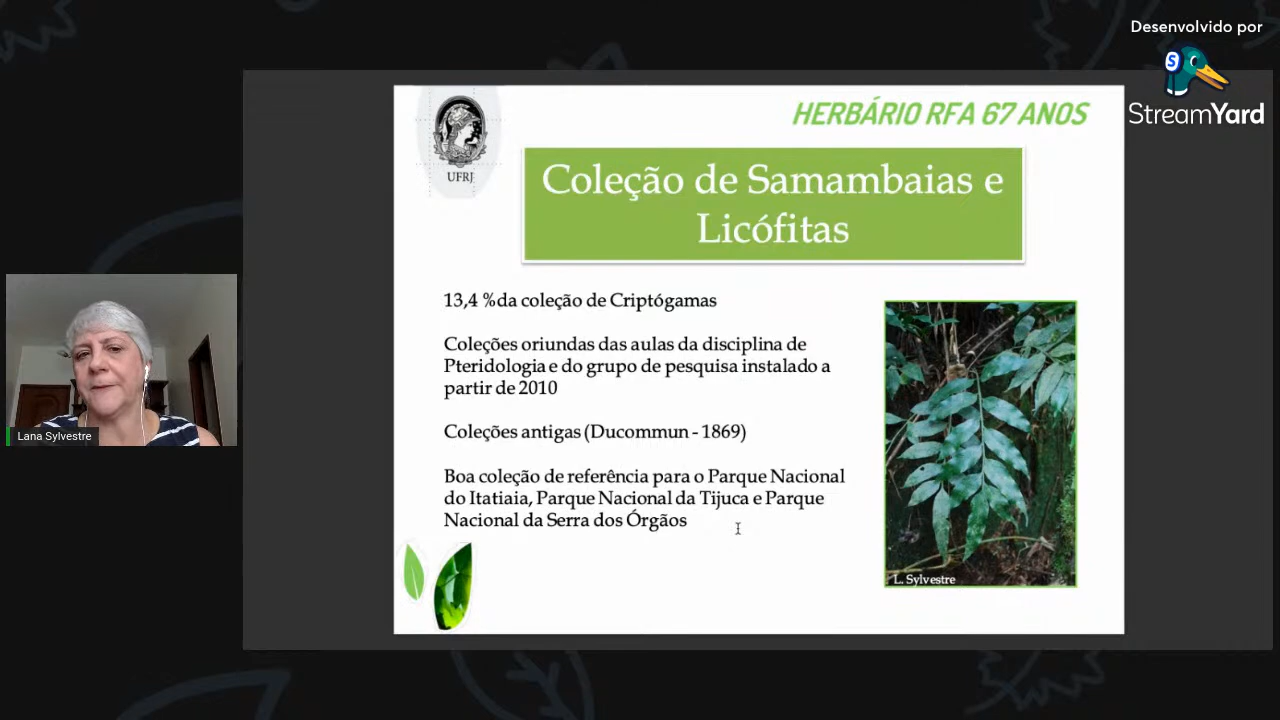 Desenvolvido por
StreamYard
HERBÁRIO RFA 67 ANOS
UFRJ
Coleção de Samambaias e
Licófitas
13,4 %da coleção de Criptógamas
Coleções oriundas das aulas da disciplina de
Pteridologia e do grupo de pesquisa instalado a
partir de 2010
Coleções antigas (Ducommun - 1869)
Boa coleção de referência para o Parque Nacional
do Itatiaia, Parque Nacional da Tijuca e Parque
Nacional da Serra dos Órgãos
L. Sylvestre
Lana Sylvestre